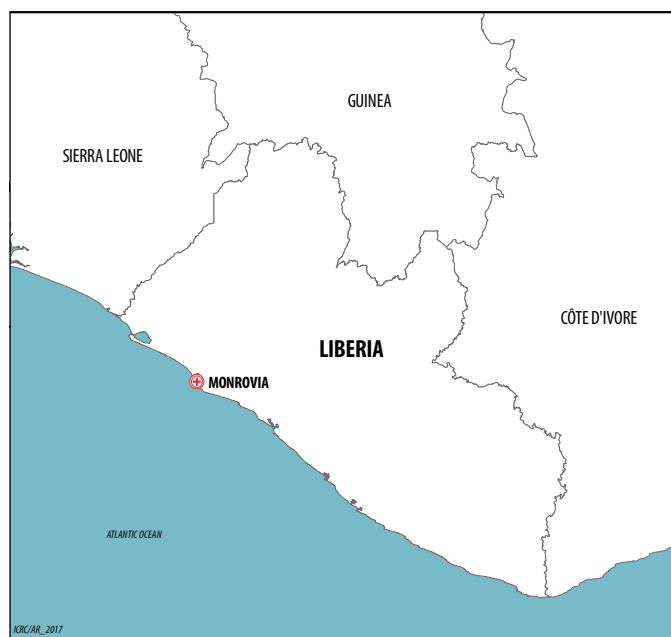 GUINEA
SIERRA LEONE
CÔTE D'IVORE
LIBERIA
MONROVIA
ATLANTIC OCEAN
ICRC/AR_2017